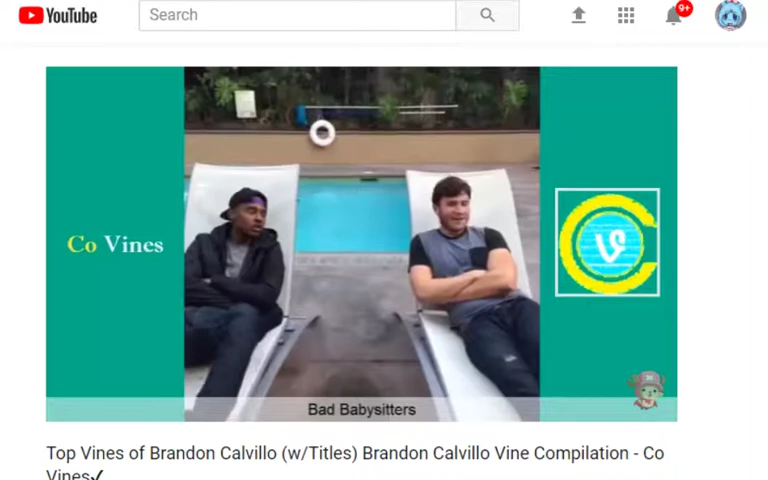 YouTube
Search
9+
Co Vines
Bad Babysitters
Top Vines of Brandon Calvillo (w/Titles) Brandon Calvillo Vine Compilation - Co
Vines✓